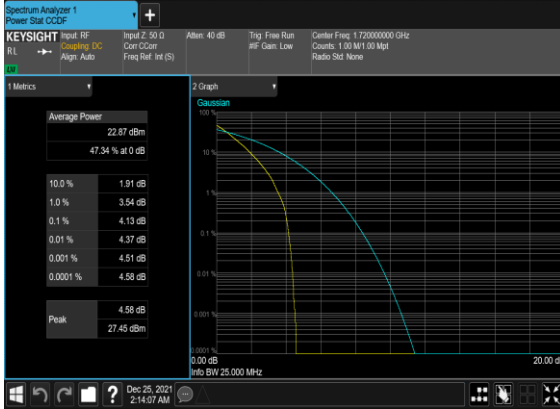 Spectrum Analyzer 1
Power Stat CCDF
+
KEYSIGHT
RL
Input: RF
Coupling: DC
Align: Auto
Input Z: 50 Ω
Corr CCorr
Freq Ref: Int (S)
Atten: 40 dB
Trig: Free Run
#IF Gain: Low
Center Freq: 1.720000000 GHz
Counts: 1.00 M/1.00 Mpt
Radio Std: None
1 Metrics
Average Power
22.87 dBm
47.34 % at 0 dB
10.0 % 1.91 dB
1.0 % 3.54 dB
0.1 % 4.13 dB
0.01 % 4.37 dB
0.001 % 4.51 dB
0.0001 % 4.58 dB
Peak
4.58 dB
27.45 dBm
2 Graph
Gaussian
100 %
10 %
1 %
0.1 %
0.01 %
0.001 %
0.0001 %
0.00 dB
20.00 d
Info BW 25.000 MHz
?
Dec 25, 2021
2:14:07 AM